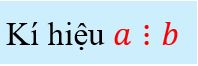 Kí hiệu a ⋮ b